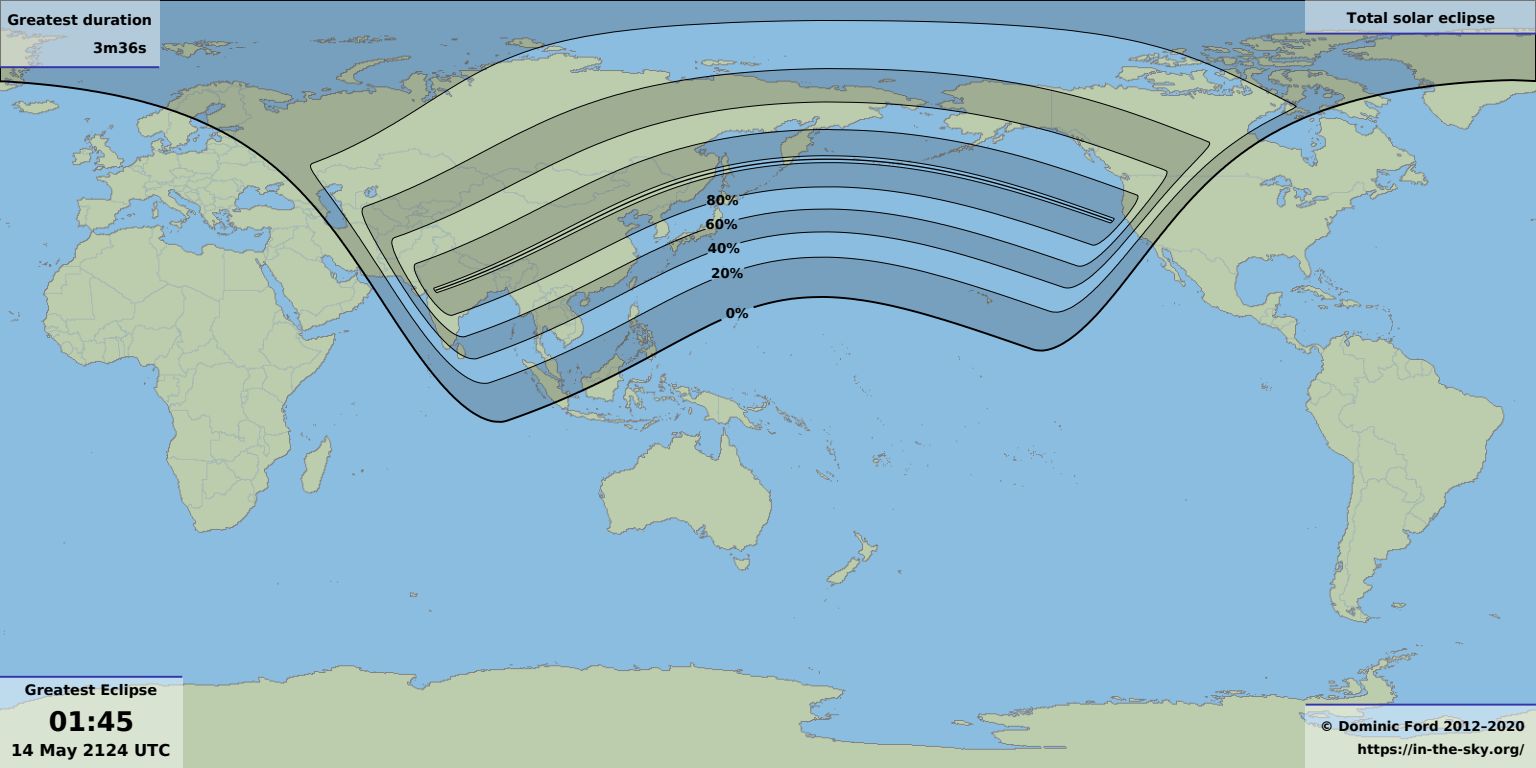 Greatest duration
3m36s
Total solar eclipse
80%
60%
40%
20%
0%
Greatest Eclipse
01:45
14 May 2124 UTC
© Dominic Ford 2012–2020
https://in-the-sky.org/